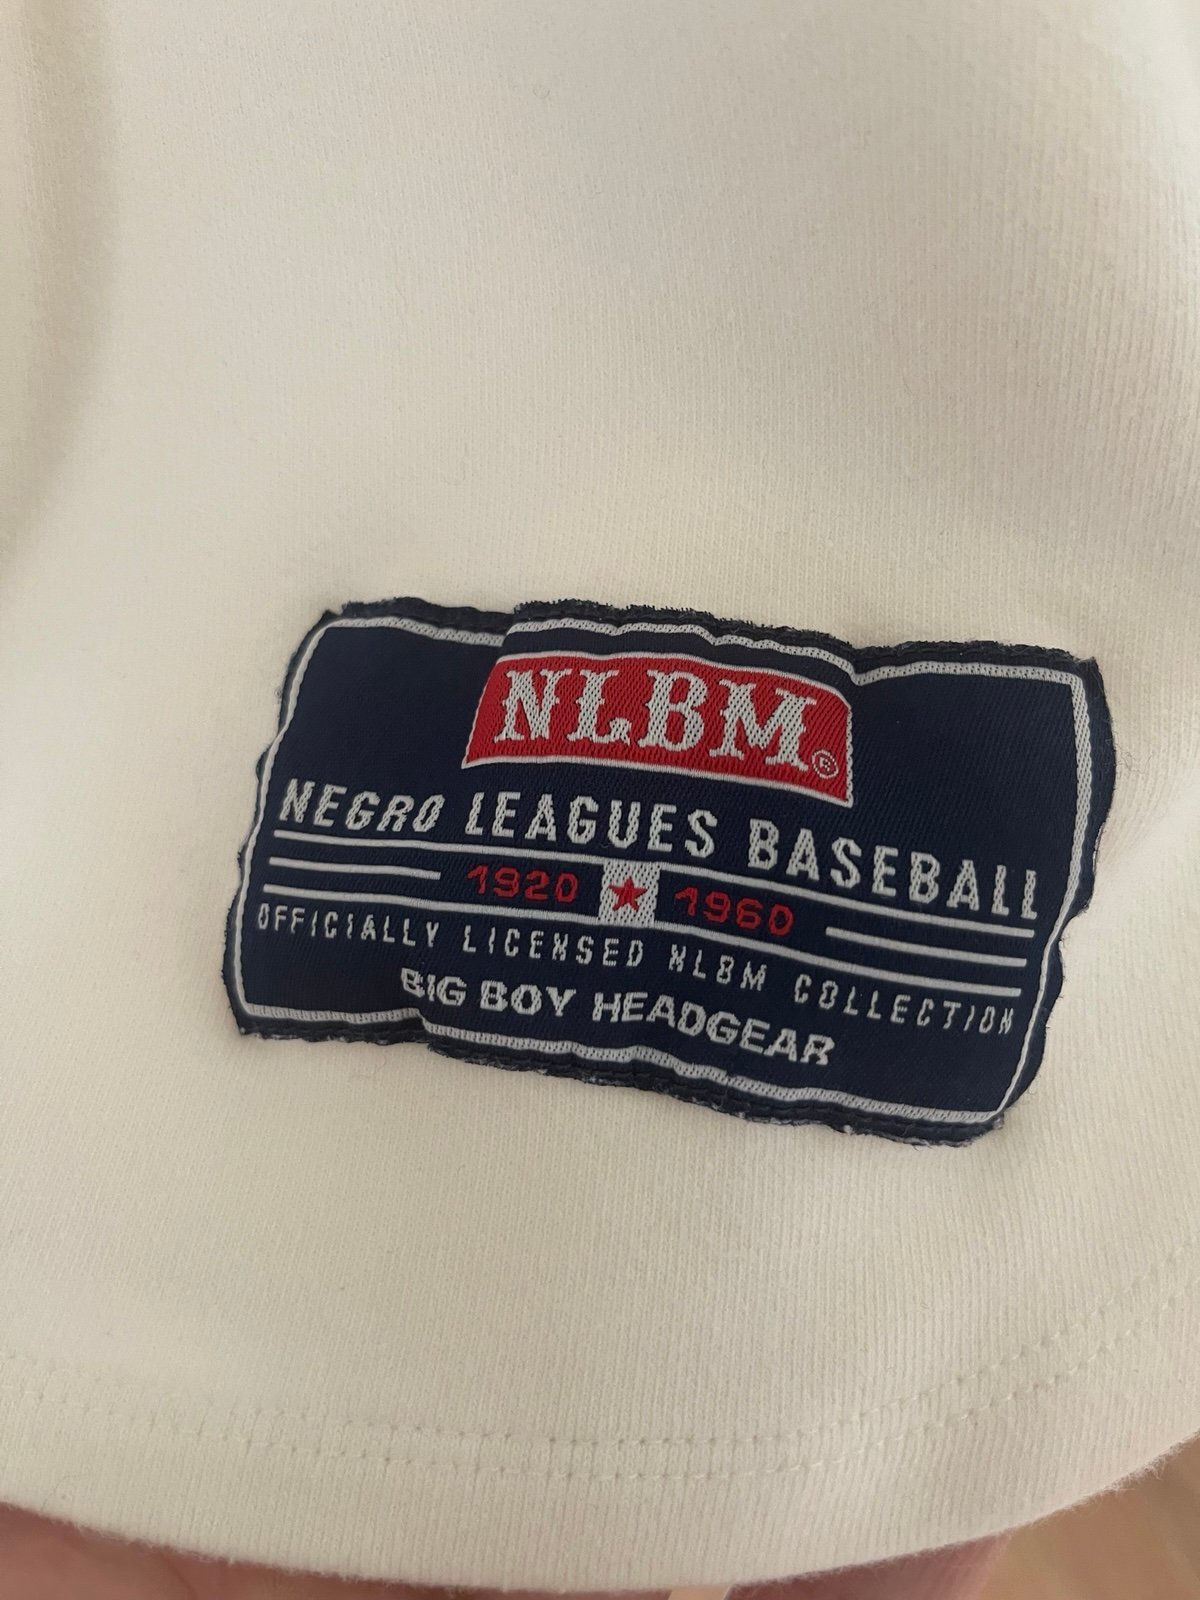 NLBM®
NEGRO LEAGUES BASEBALL
1920 ★ 1960
OFFICIALLY LICENSED NLBM COLLECTION
BIG BOY HEADGEAR